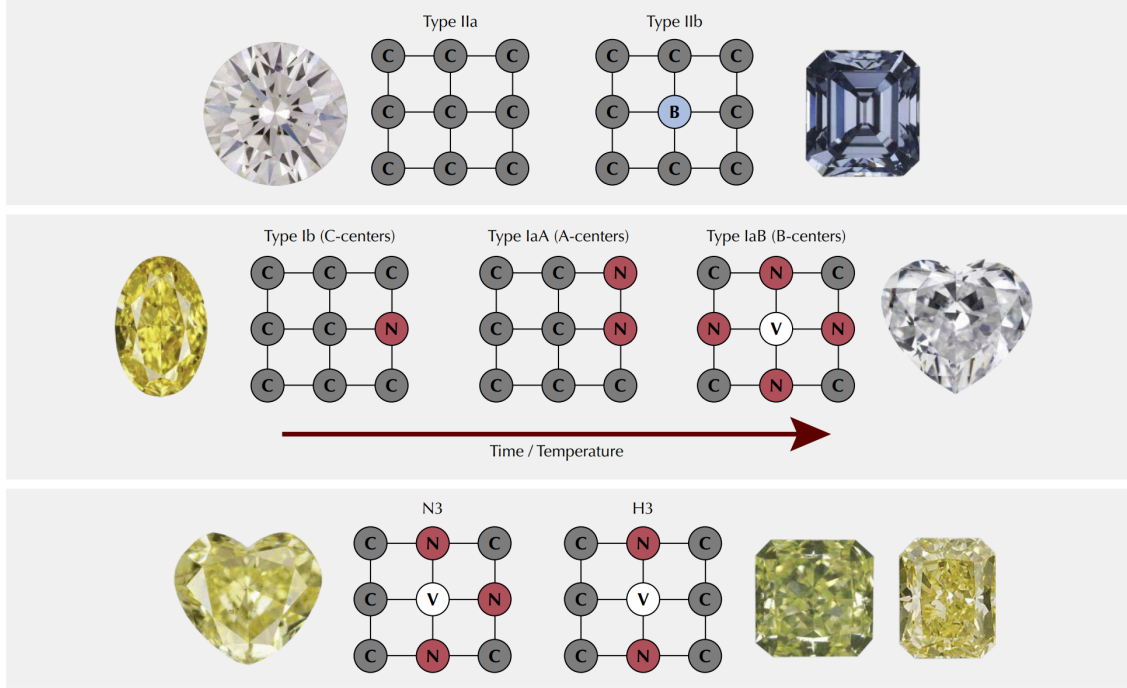 Type IIa Type IIb
C C C C C C
C C C C B C
C C C C C C
Type Ib (C-centers) Type IaA (A-centers) Type IaB (B-centers)
C C C C C N C N C
C C N C C N N V N
C C C C C C C N C
Time / Temperature
N3 H3
C N C C N C
C V N C V C
C N C C N C